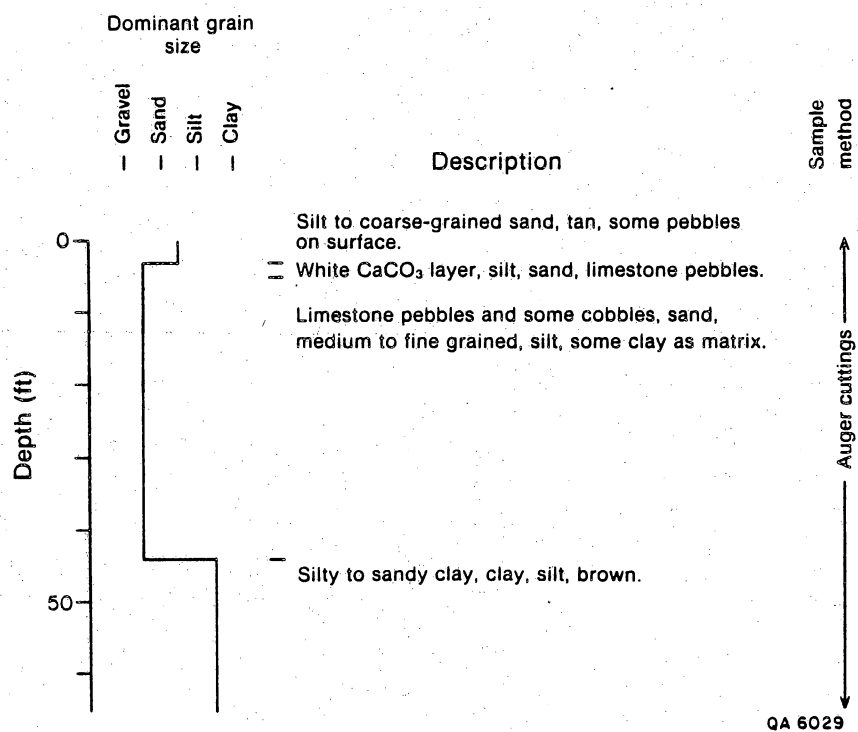 Dominant grain
size
— Gravel
— Sand
— Silt
— Clay
Description
Sample
method
Silt to coarse-grained sand, tan, some pebbles
on surface.
0
White CaCO₃ layer, silt, sand, limestone pebbles.
Limestone pebbles and some cobbles, sand,
medium to fine grained, silt, some clay as matrix.
Depth (ft)
Auger cuttings
Silty to sandy clay, clay, silt, brown.
50
QA 6029